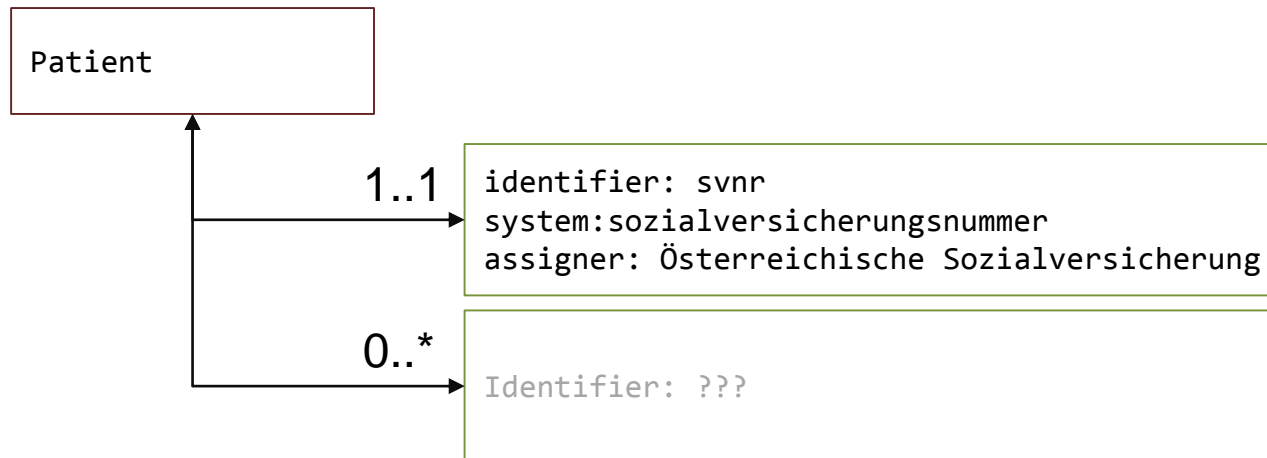 Patient
1..1
identifier: svnr
system:sozialversicherungsnummer
assigner: Österreichische Sozialversicherung
0..*
Identifier: ???